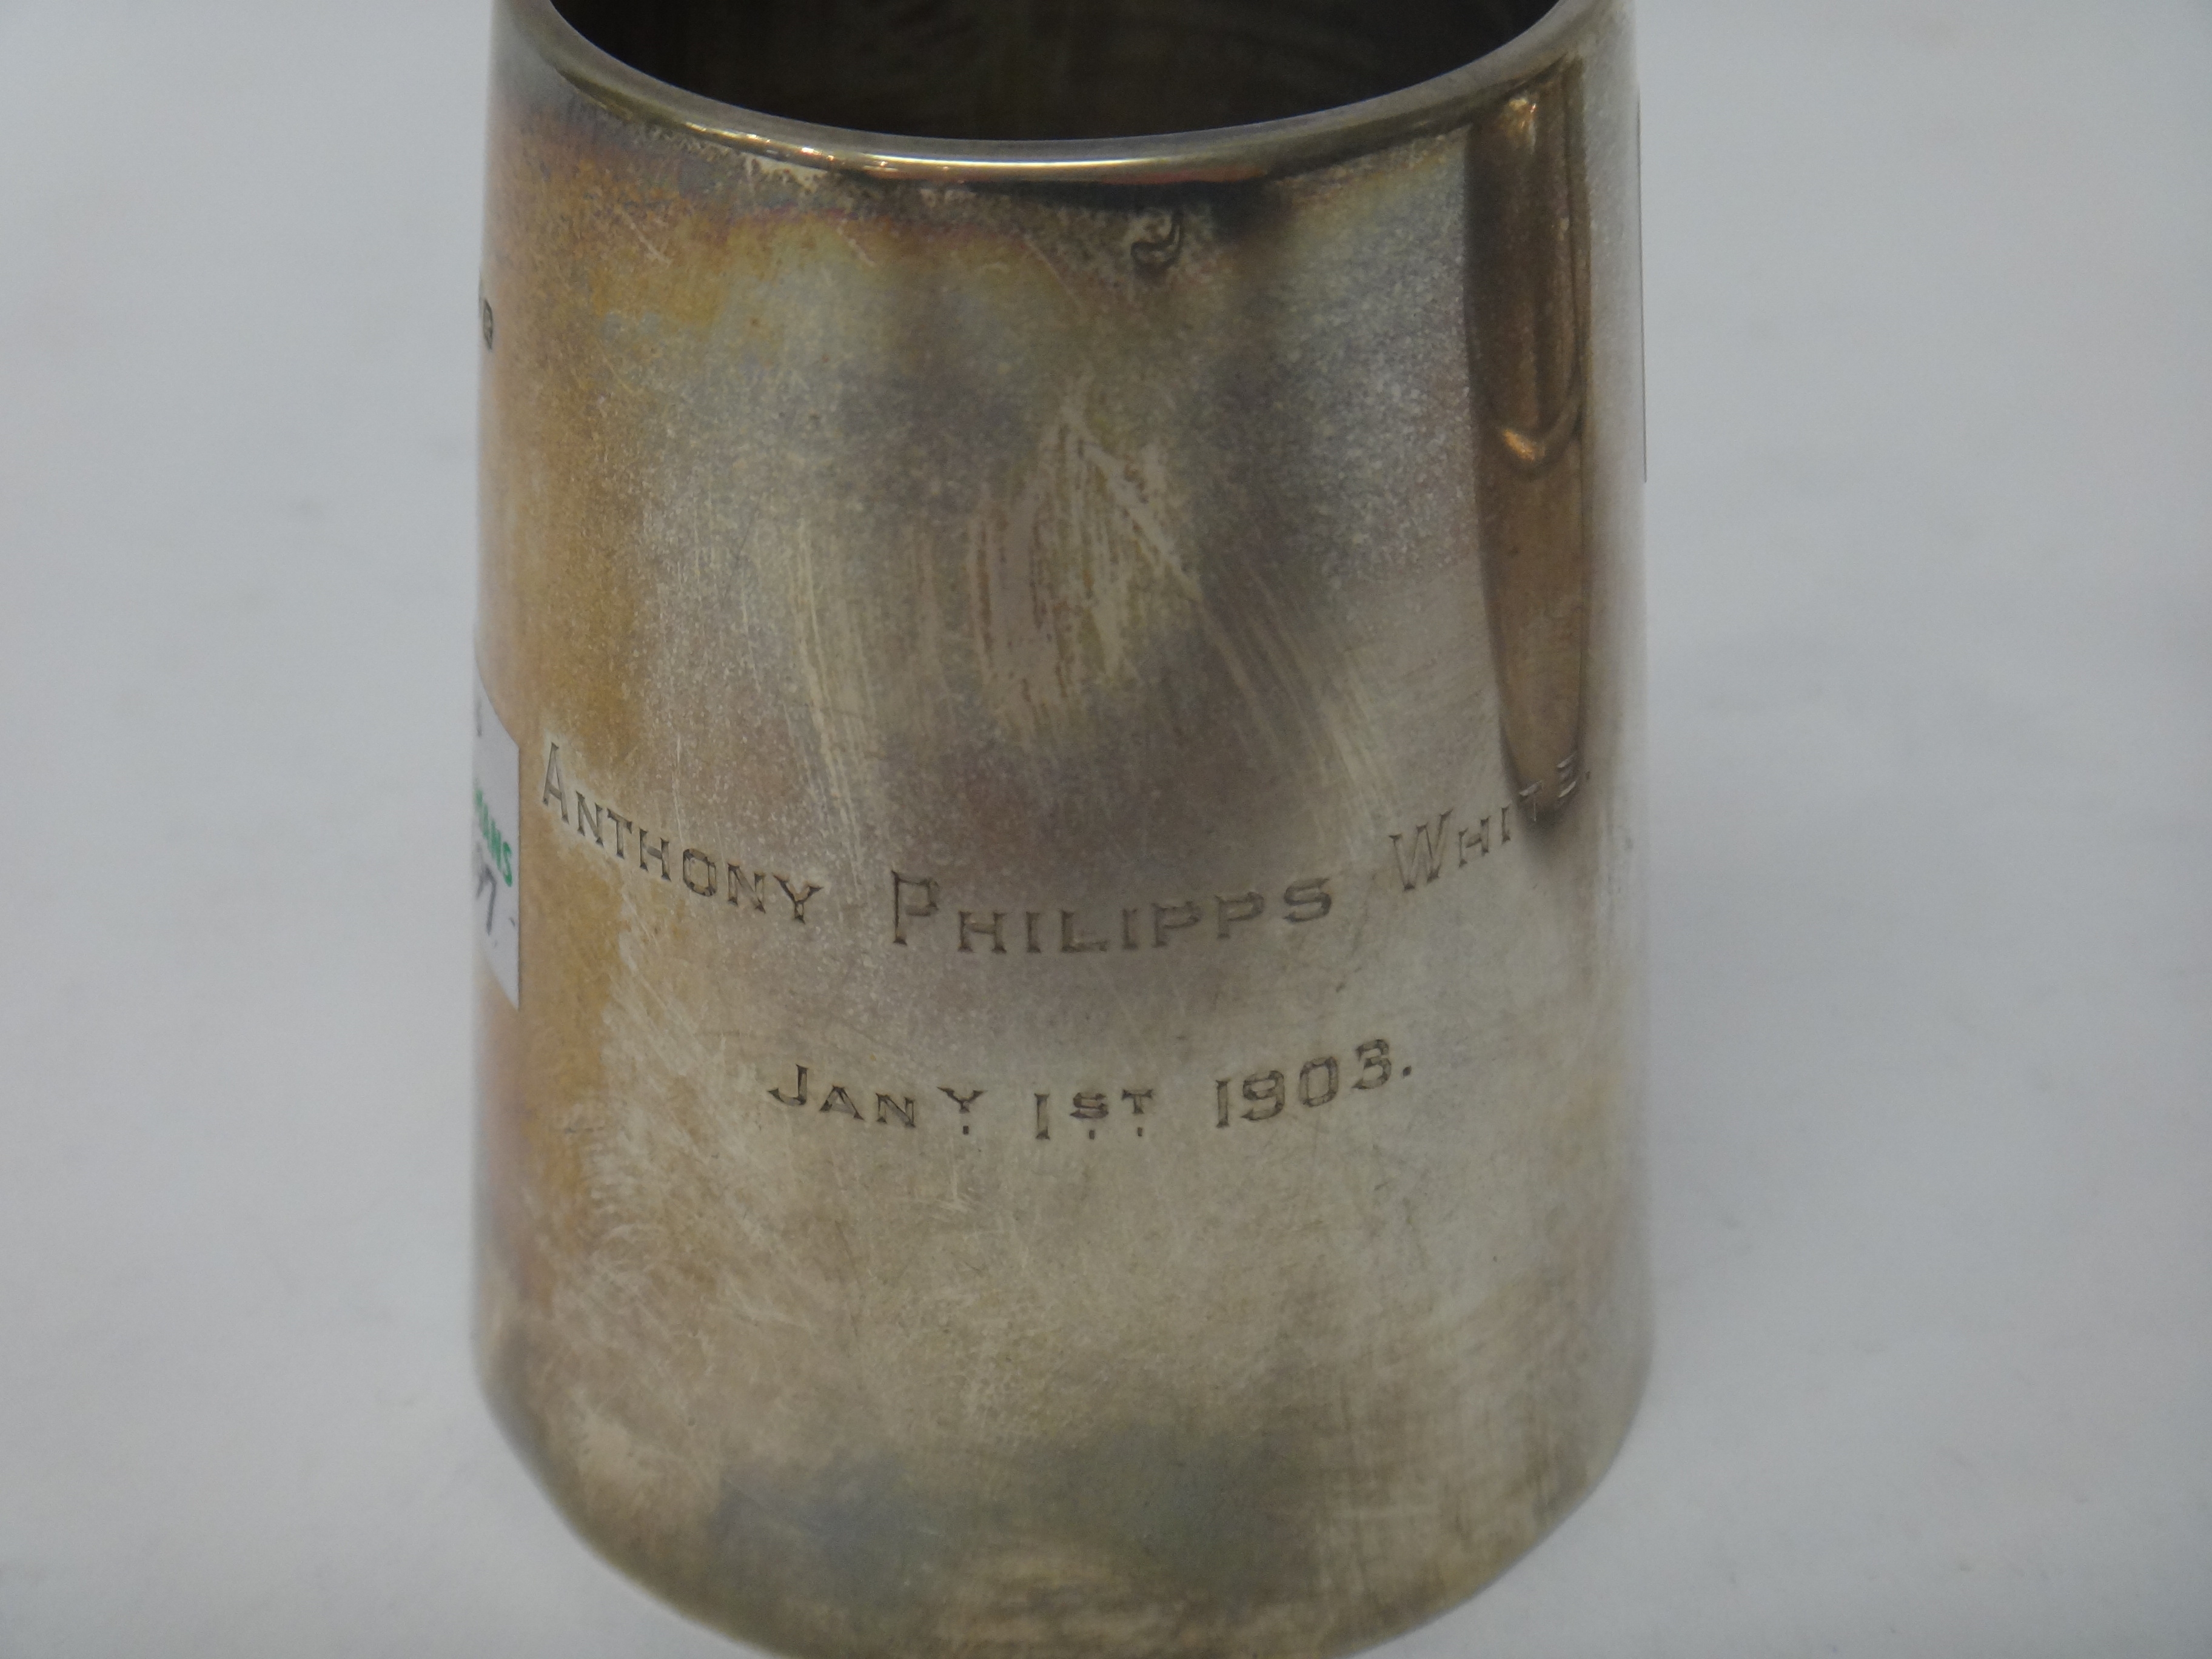 ANTHONY PHILIPPS WHITE.
JANY. 1ST. 1903.